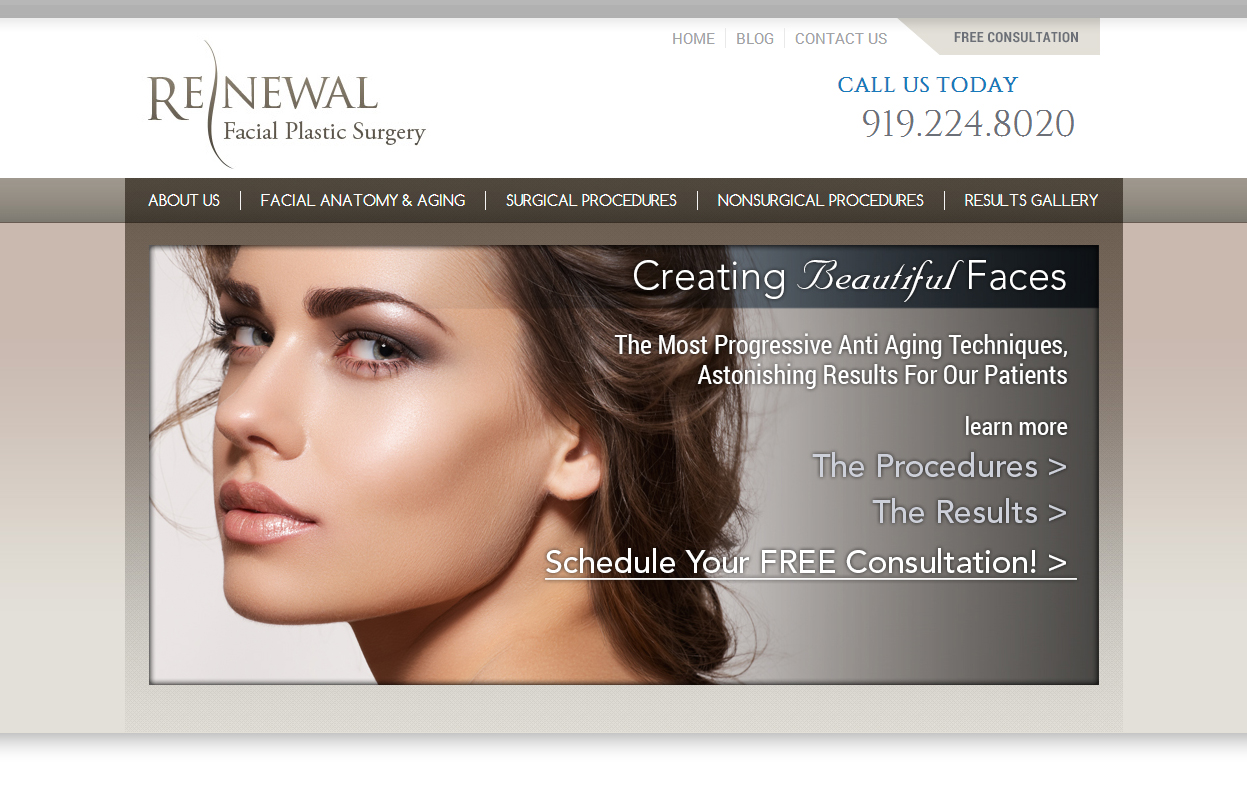 HOME
BLOG
CONTACT US
FREE CONSULTATION
RENEWAL
Facial Plastic Surgery
CALL US TODAY
919.224.8020
ABOUT US
FACIAL ANATOMY & AGING
SURGICAL PROCEDURES
NONSURGICAL PROCEDURES
RESULTS GALLERY
Creating Beautiful Faces
The Most Progressive Anti Aging Techniques,
Astonishing Results For Our Patients
learn more
The Procedures >
The Results >
Schedule Your FREE Consultation! >